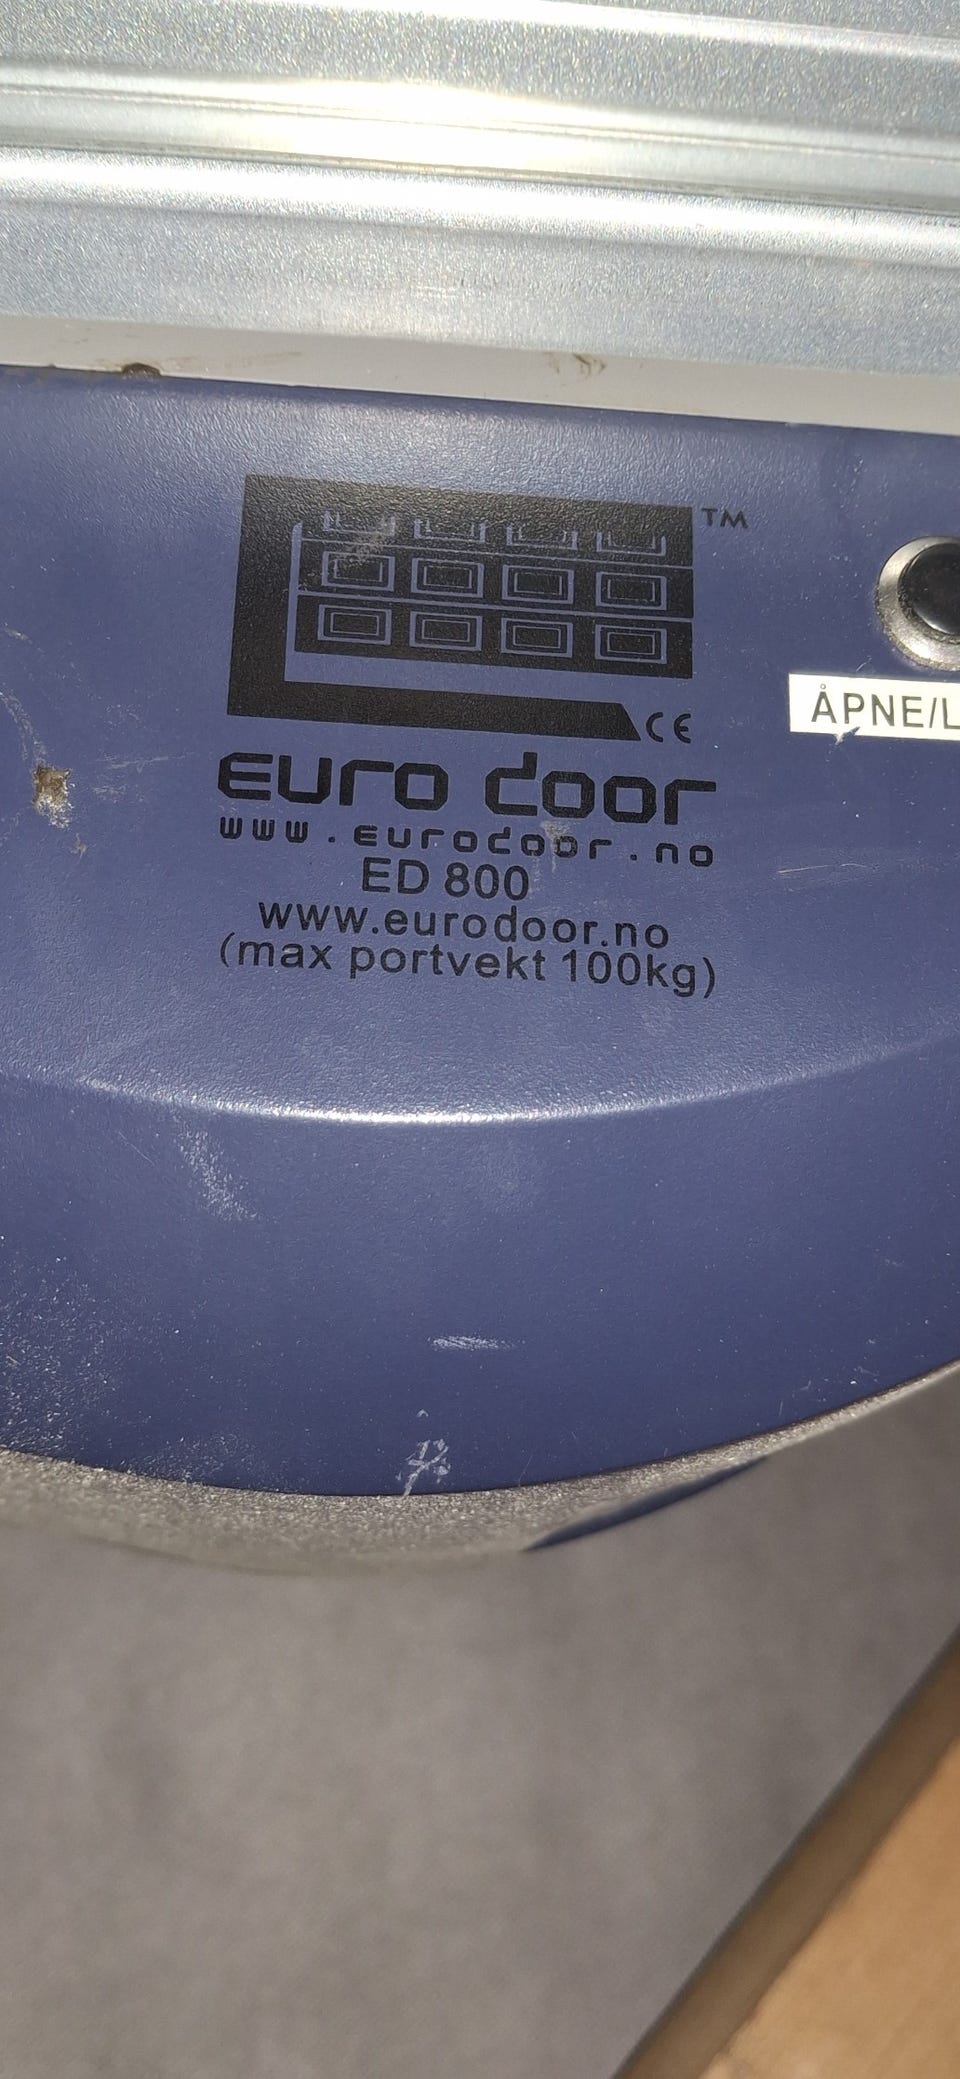 TM
ÅPNE/L
CE
euro door
www.eurodoor.no
ED 800
www.eurodoor.no
(max portvekt 100kg)